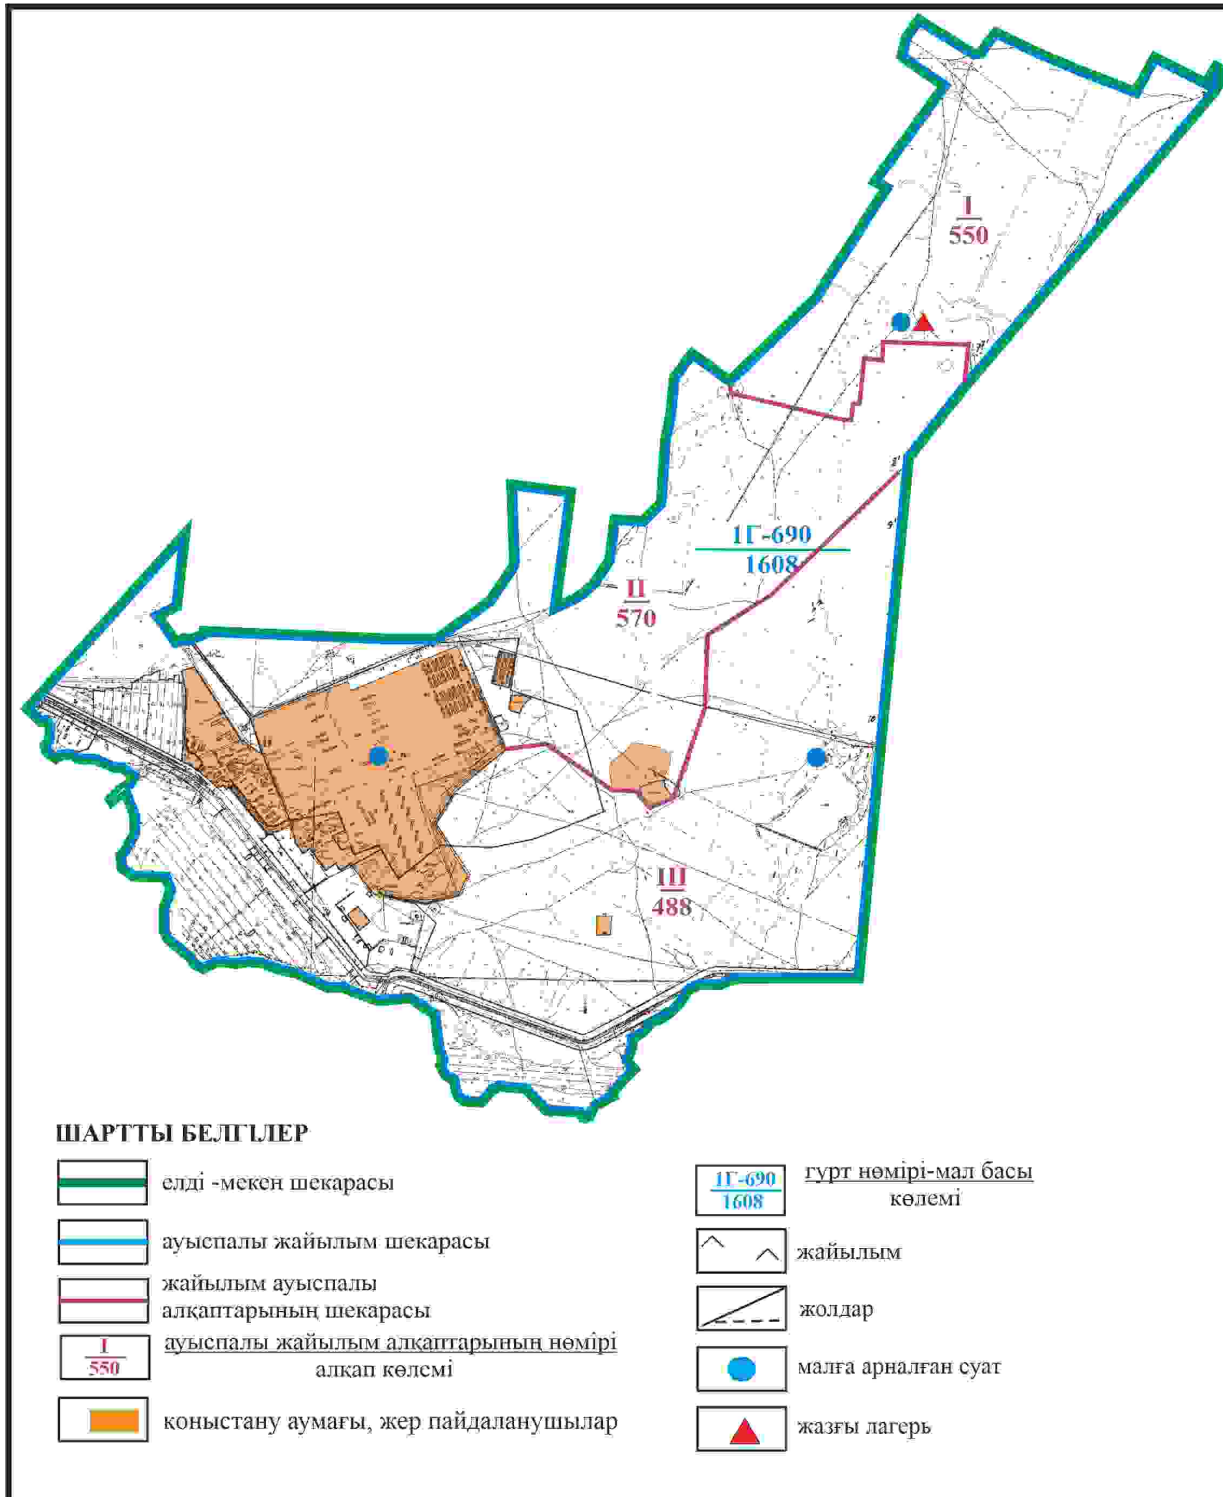 I
550
1Г-690
1608
II
570
III
488
ШАРТТЫ БЕЛГІЛЕР
елді -мекен шекарасы
ауыспалы жайылым шекарасы
жайылым ауыспалы
алқаптарының шекарасы
I
550
ауыспалы жайылым алқаптарының нөмірі
алқап көлемі
қоныстану аумағы, жер пайдаланушылар
1Г-690
1608
гурт нөмірі-мал басы
көлемі
жайылым
жолдар
малға арналған суат
жазғы лагерь